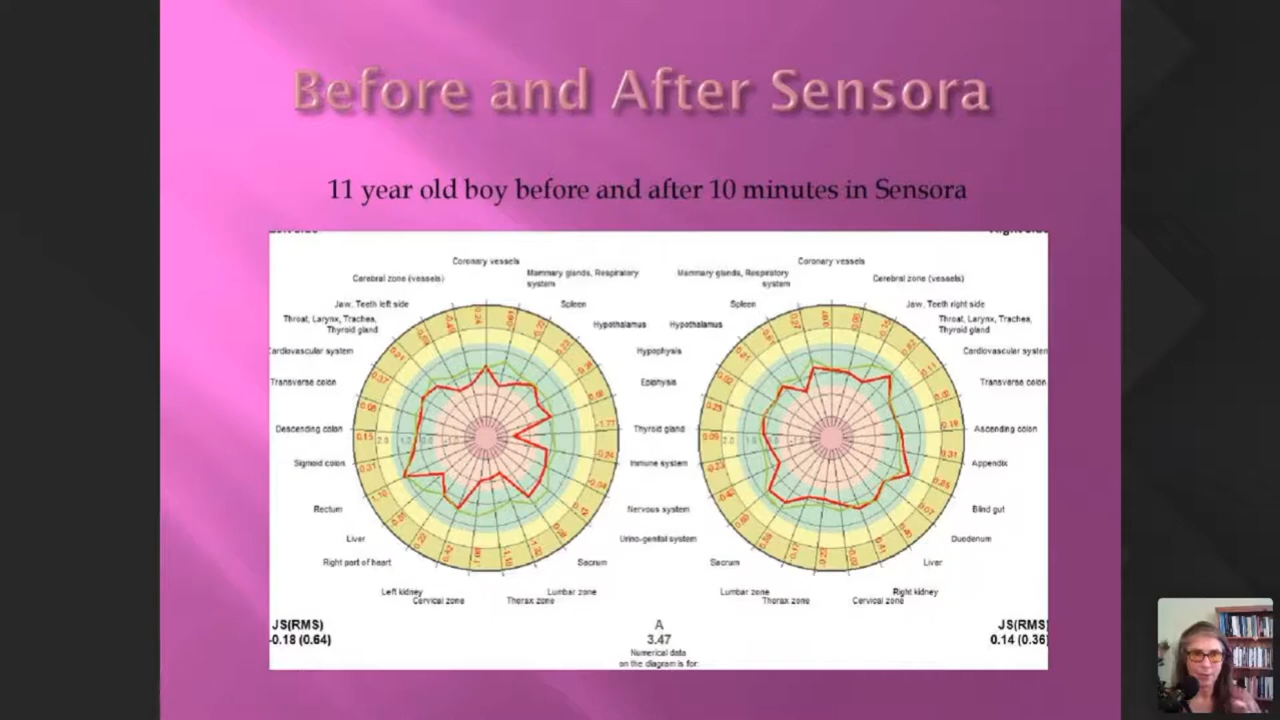 Before and After Sensora
11 year old boy before and after 10 minutes in Sensora
Coronary vessels
Cerebral zone (vessels)
Mammary glands, Respiratory
system
Jaw, Teeth left side
Spleen
Throat, Larynx, Trachea,
Thyroid gland
Hypothalamus
Cardiovascular system
Hypophysis
Transverse colon
Epiphysis
Descending colon
Thyroid gland
Sigmoid colon
Immune system
Rectum
Nervous system
Liver
Urino-genital system
Right part of heart
Sacrum
Left kidney
Lumbar zone
Cervical zone
Thorax zone
Coronary vessels
Mammary glands, Respiratory
system
Cerebral zone (vessels)
Spleen
Jaw, Teeth right side
Hypothalamus
Throat, Larynx, Trachea,
Thyroid gland
Cardiovascular system
Transverse colon
Ascending colon
Appendix
Blind gut
Duodenum
Sacrum
Liver
Lumbar zone
Right kidney
Thorax zone
Cervical zone
JS(RMS)
-0.18 (0.64)
A
3.47
Numerical data
on the diagram is for
JS(RMS)
0.14 (0.36)